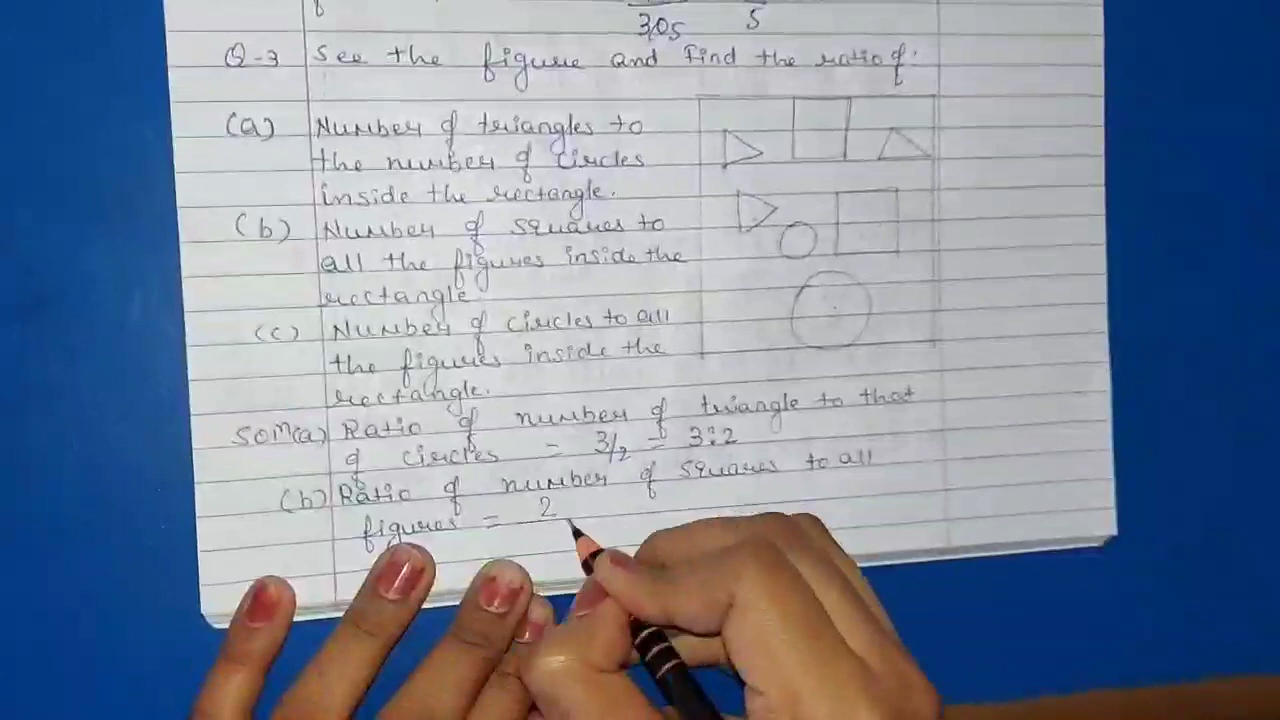 305 5
Q-3 See the figure and find the ratio of:
(a) Number of triangles to
the number of circles
inside the rectangle.
(b) Number of squares to
all the figures inside the
rectangle
(c) Number of circles to all
the figures inside the
rectangle.
Soln(a) Ratio of number of triangle to that
of circles = 3/2 = 3:2
(b) Ratio of number of squares to all
figures = 2